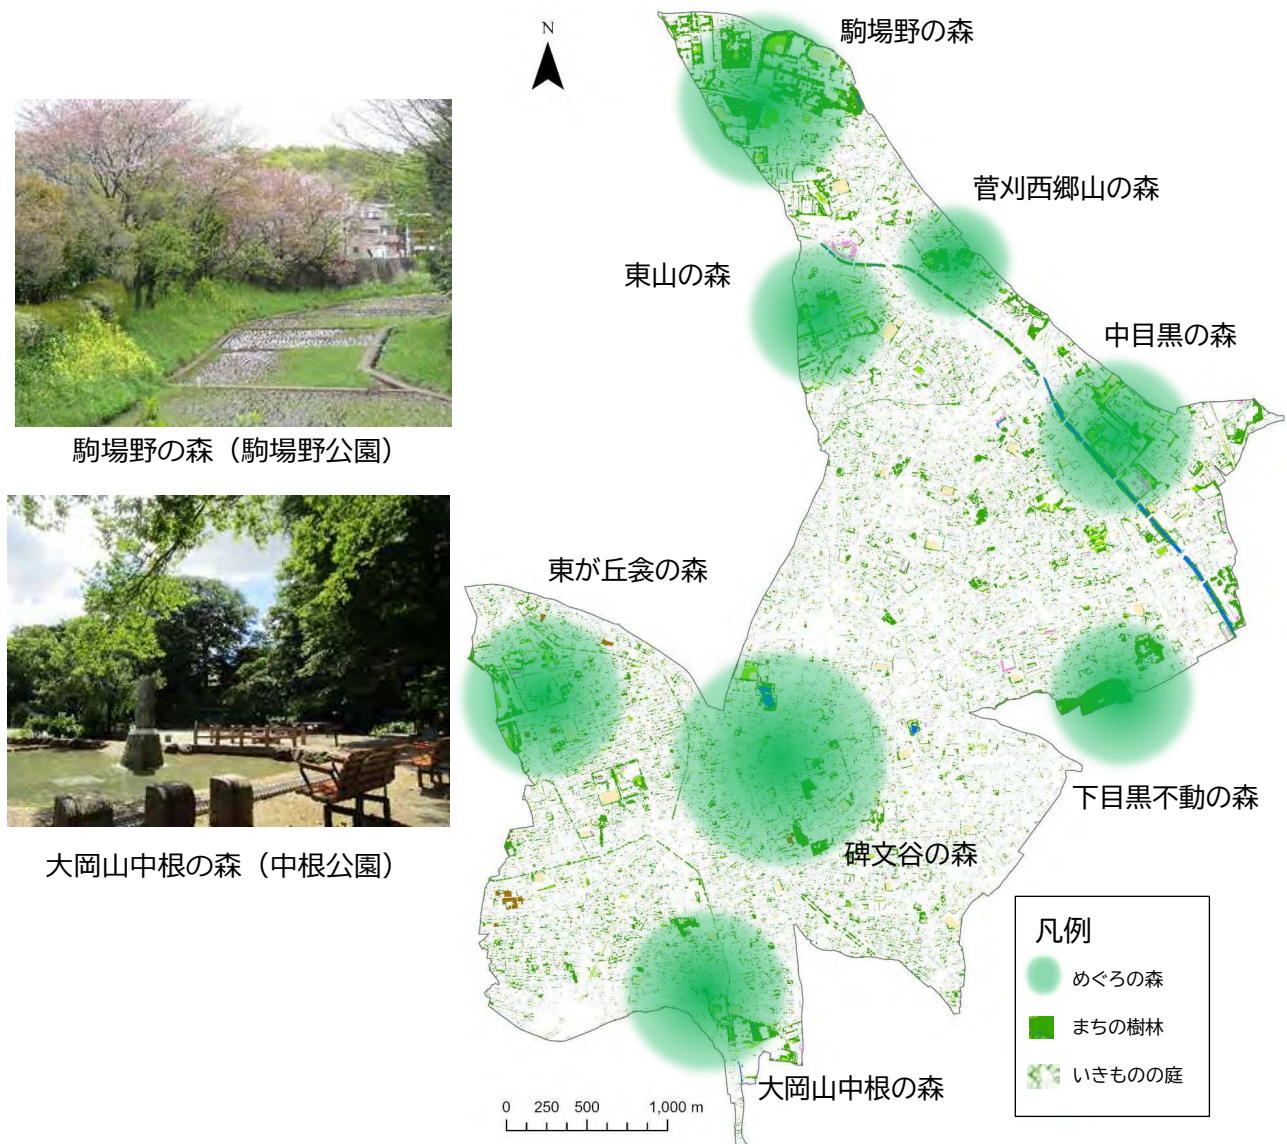 N
駒場野の森
菅刈西郷山の森
東山の森
中目黒の森
駒場野の森（駒場野公園）
東が丘衾の森
下目黒不動の森
碑文谷の森
大岡山中根の森（中根公園）
凡例
めぐろの森
まちの樹林
いきものの庭
大岡山中根の森
0 250 500 1,000 m